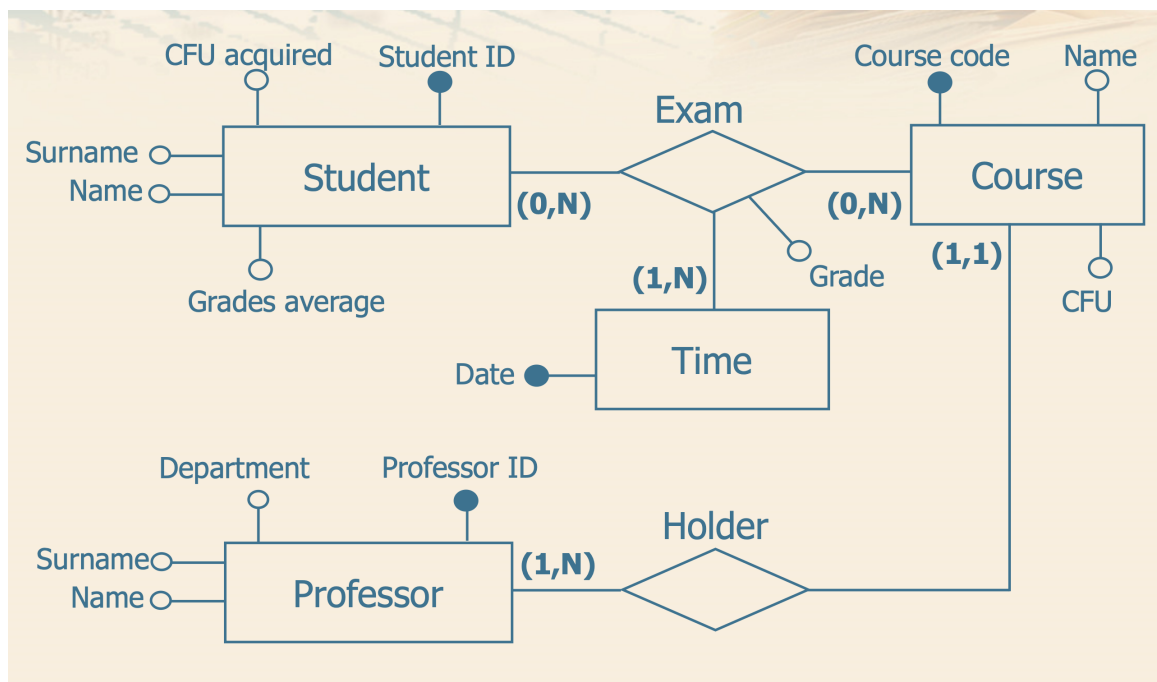 CFU acquired
Student ID
Course code
Name
Exam
Surname
Name
Student
Course
(0,N)
(0,N)
(1,1)
(1,N)
Grade
Grades average
CFU
Time
Date
Department
Professor ID
Holder
Surname
Name
Professor
(1,N)